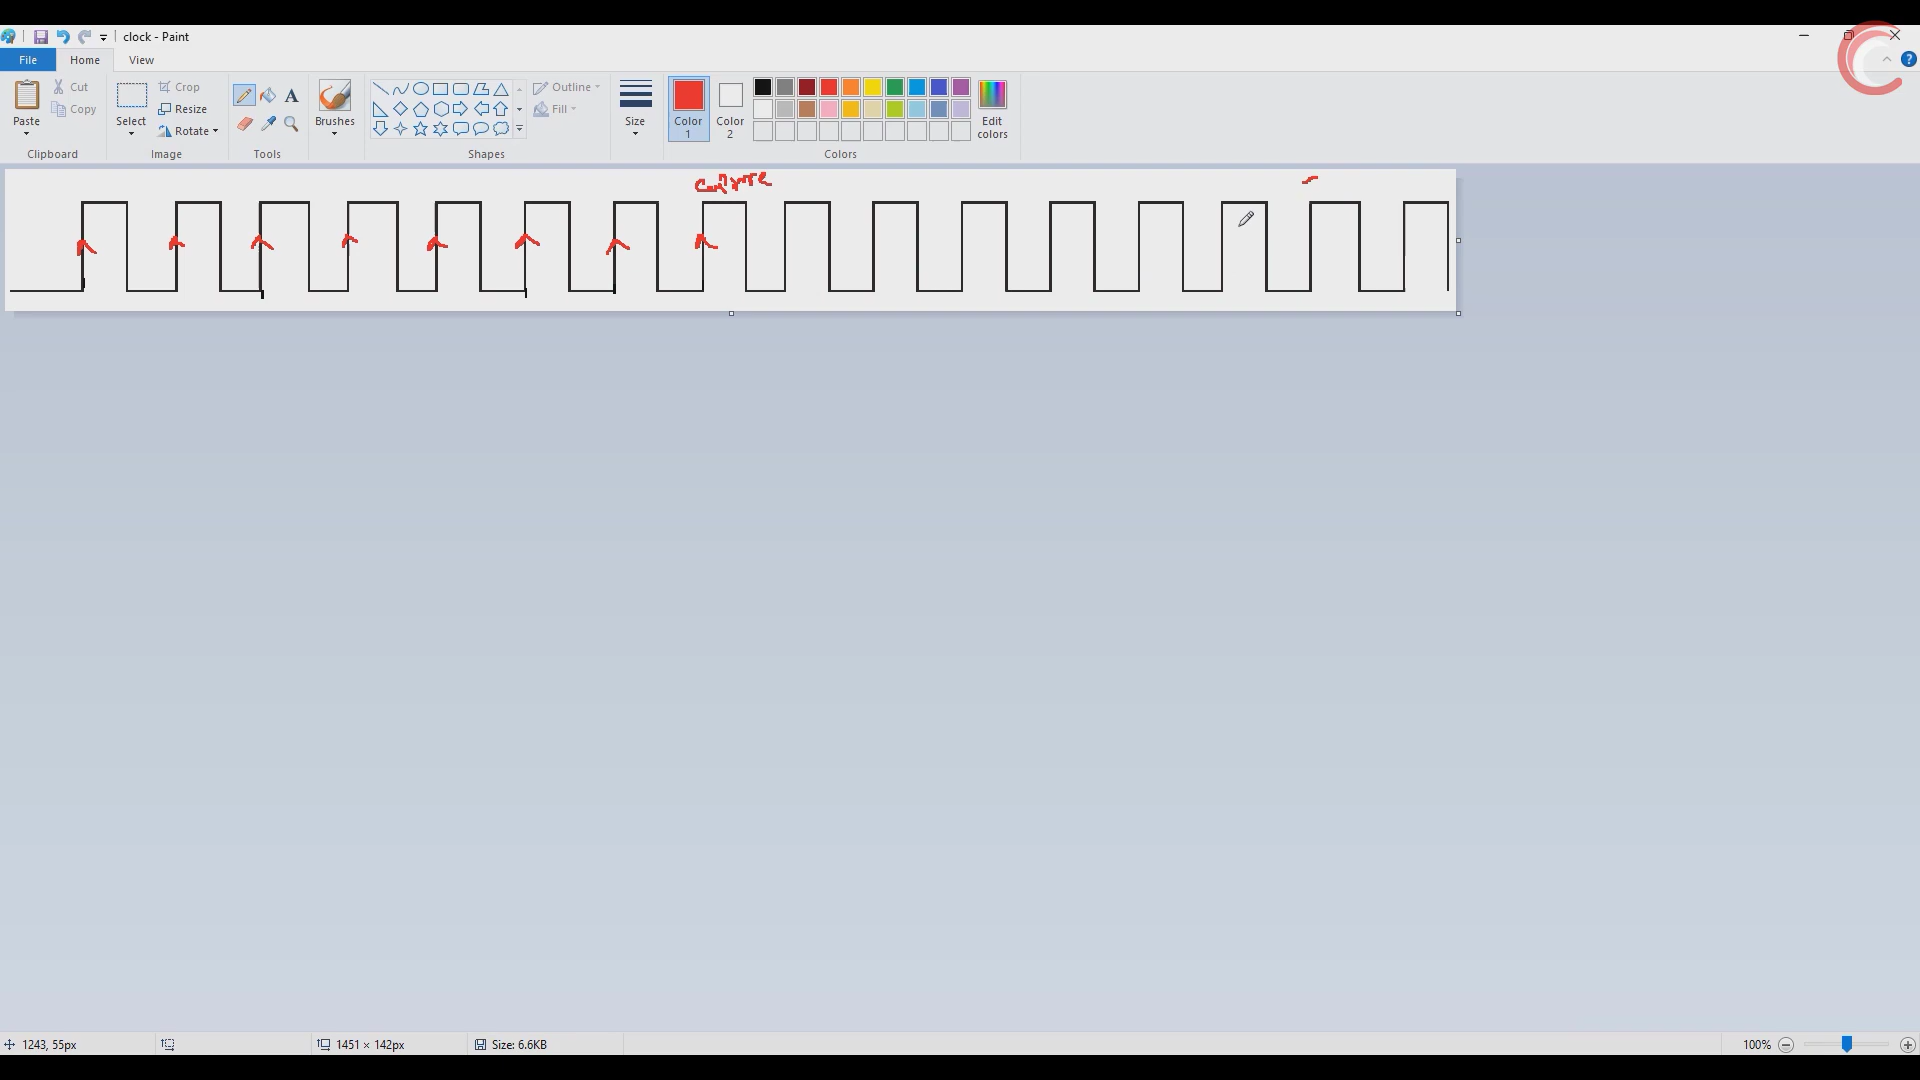 clock - Paint
File Home View
Paste Cut Copy Clipboard
Select Crop Resize Rotate Image
A Tools
Brushes
Outline Fill Shapes
Size
Color 1 Color 2 Edit colors Colors
?
1243, 55px 1451 × 142px Size: 6.6KB 100%